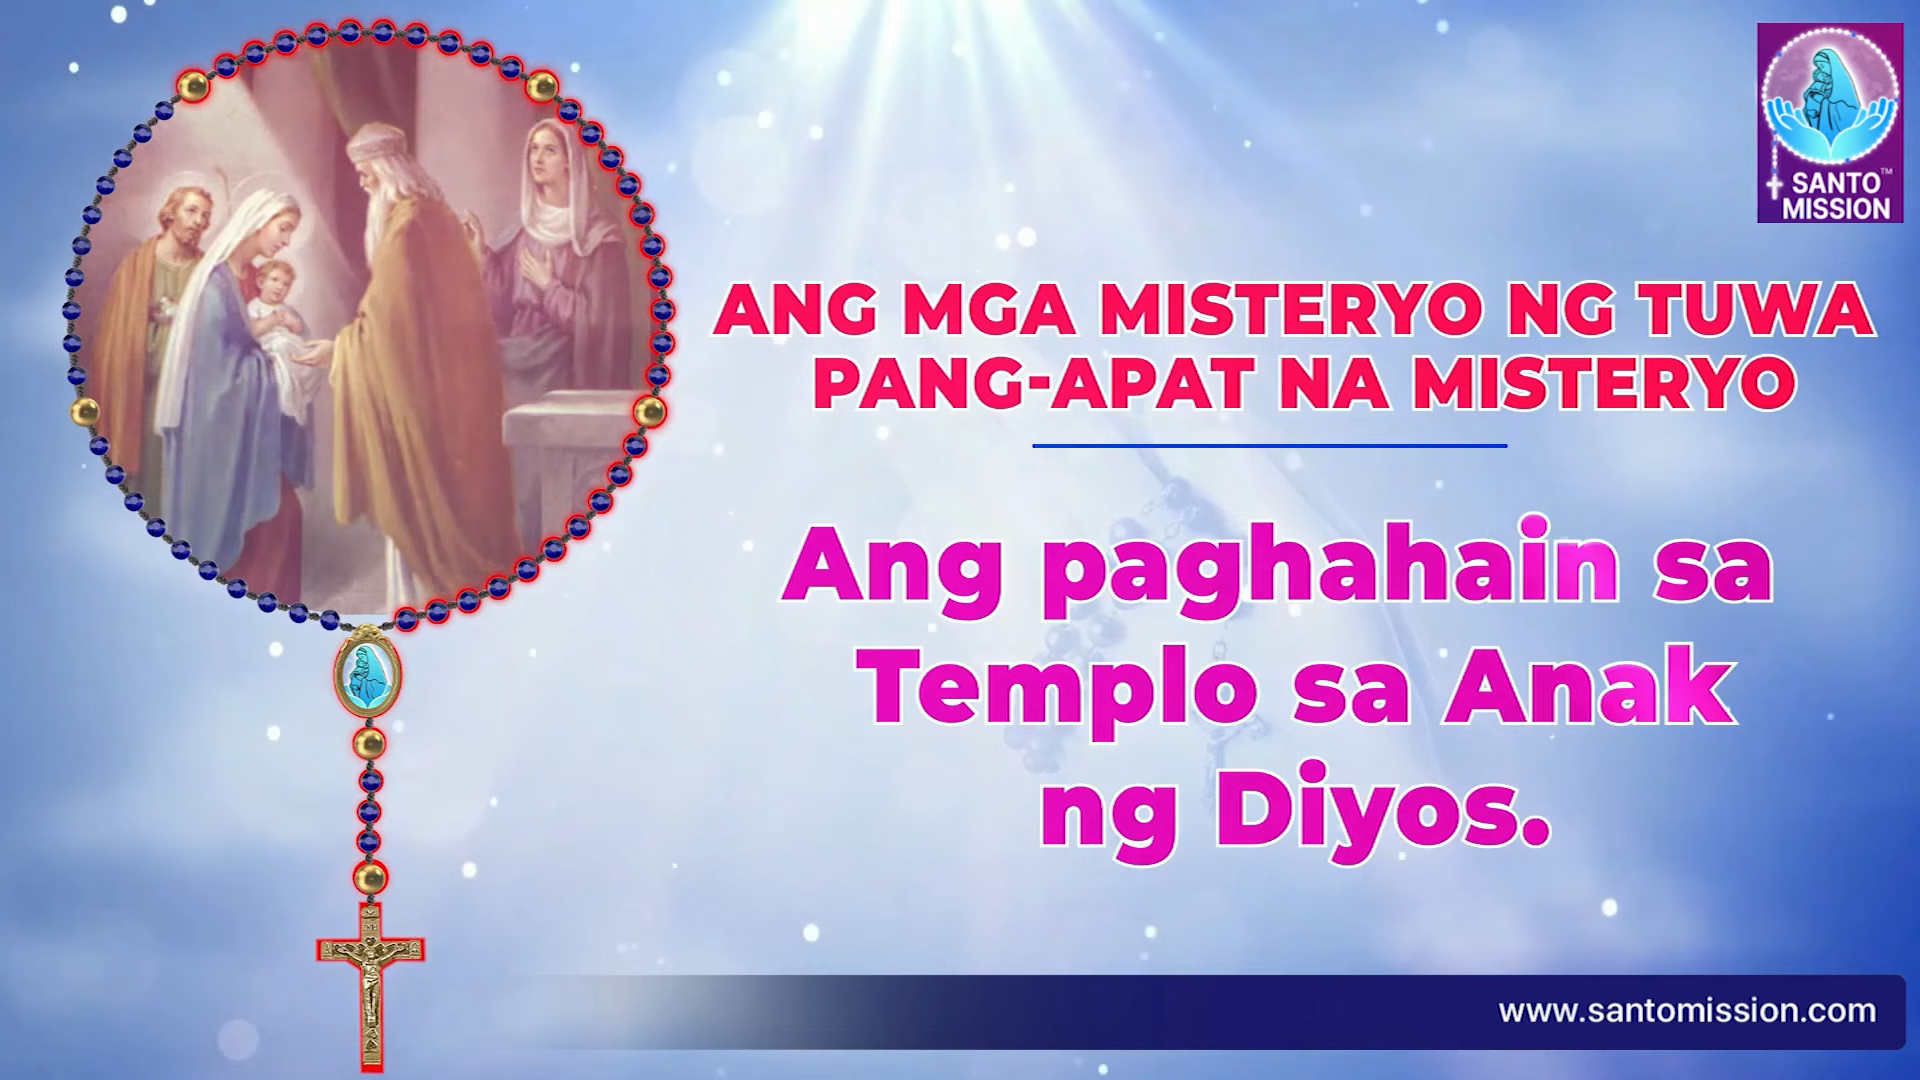 SANTO™
MISSION
ANG MGA MISTERYO NG TUWA
PANG-APAT NA MISTERYO
Ang paghahain sa
Templo sa Anak
ng Diyos.
www.santomission.com